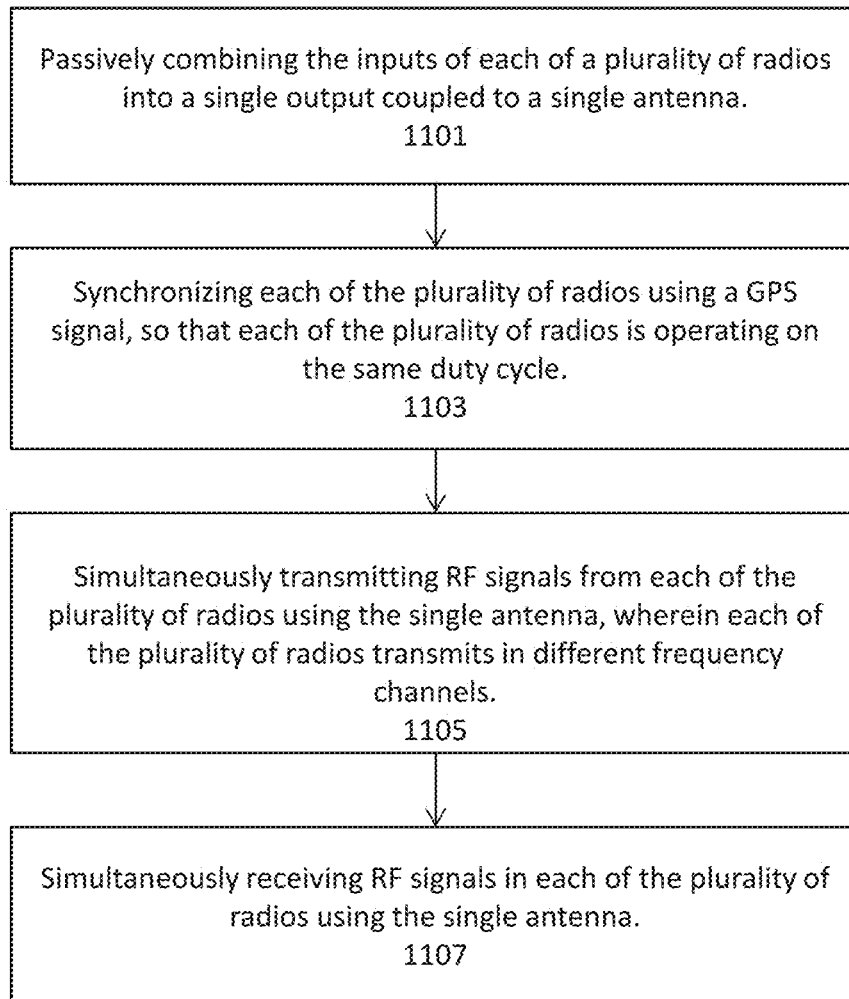 Passively combining the inputs of each of a plurality of radios
into a single output coupled to a single antenna.
1101
Synchronizing each of the plurality of radios using a GPS
signal, so that each of the plurality of radios is operating on
the same duty cycle.
1103
Simultaneously transmitting RF signals from each of the
plurality of radios using the single antenna, wherein each of
the plurality of radios transmits in different frequency
channels.
1105
Simultaneously receiving RF signals in each of the plurality of
radios using the single antenna.
1107